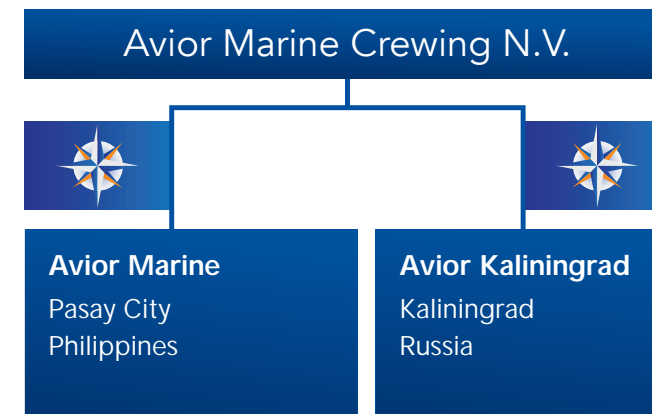 Avior Marine Crewing N.V.
Avior Marine
Pasay City
Philippines
Avior Kaliningrad
Kaliningrad
Russia